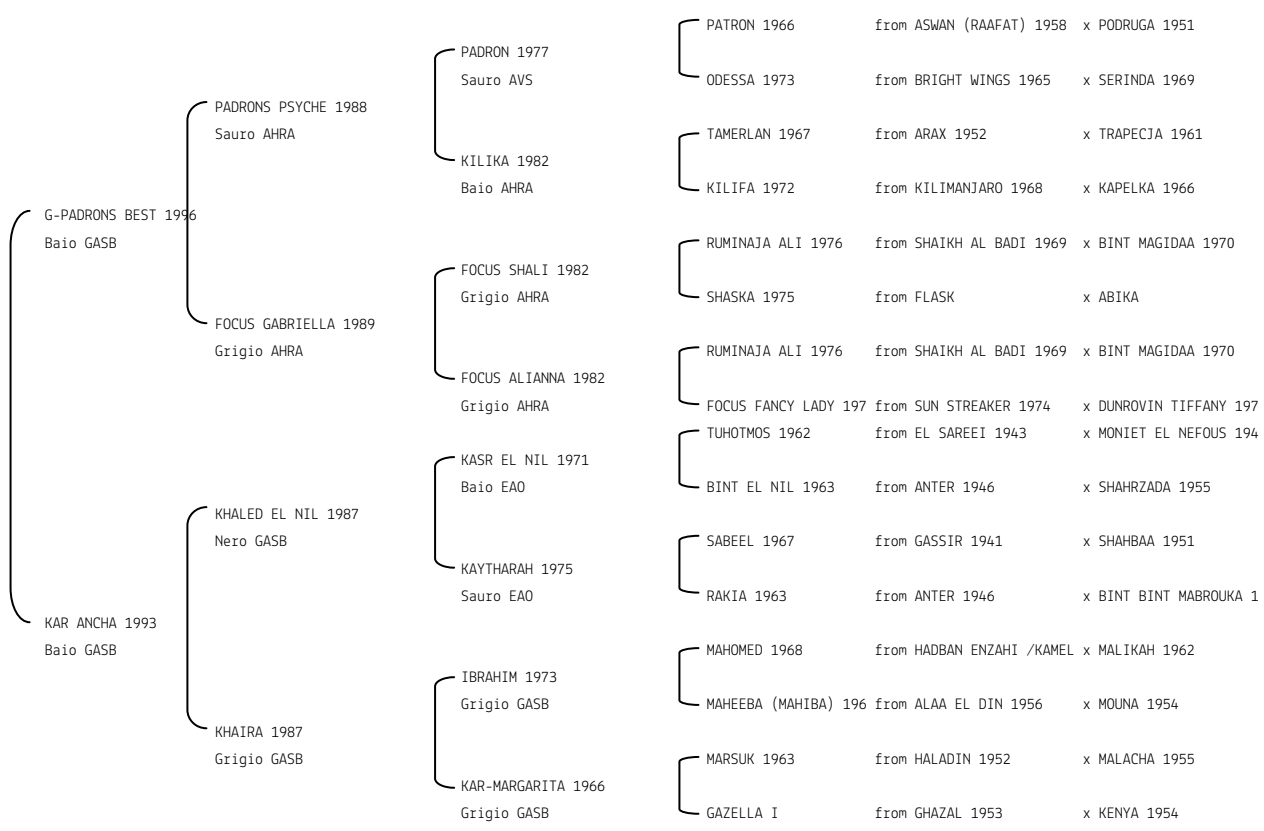 PATRON 1966 from ASWAN (RAAFAT) 1958 x PODRUGA 1951
PADRON 1977
Sauro AVS ODESSA 1973 from BRIGHT WINGS 1965 x SERINDA 1969
PADRONS PSYCHE 1988
Sauro AHRA TAMERLAN 1967 from ARAX 1952 x TRAPECJA 1961
KILIKA 1982
Baio AHRA KILIFA 1972 from KILIMANJARO 1968 x KAPELKA 1966
G-PADRONS BEST 1996
Baio GASB RUMINAJA ALI 1976 from SHAIKH AL BADI 1969 x BINT MAGIDAA 1970
FOCUS SHALI 1982
Grigio AHRA SHASKA 1975 from FLASK x ABIKA
FOCUS GABRIELLA 1989
Grigio AHRA RUMINAJA ALI 1976 from SHAIKH AL BADI 1969 x BINT MAGIDAA 1970
FOCUS ALIANNA 1982
Grigio AHRA FOCUS FANCY LADY 197 from SUN STREAKER 1974 x DUNROVIN TIFFANY 197
TUHOTMOS 1962 from EL SAREEI 1943 x MONIET EL NEFOUS 194
KASR EL NIL 1971
Baio EAO BINT EL NIL 1963 from ANTER 1946 x SHAHRZADA 1955
KHALED EL NIL 1987
Nero GASB SABEEL 1967 from GASSIR 1941 x SHAHBAA 1951
KAYTHARAH 1975
Sauro EAO RAKIA 1963 from ANTER 1946 x BINT BINT MABROUKA 1
KAR ANCHA 1993
Baio GASB MAHOMED 1968 from HADBAN ENZAHI /KAMEL x MALIKAH 1962
IBRAHIM 1973
Grigio GASB MAHEEBA (MAHIBA) 196 from ALAA EL DIN 1956 x MOUNA 1954
KHAIRA 1987
Grigio GASB MARSUK 1963 from HALADIN 1952 x MALACHA 1955
KAR-MARGARITA 1966
Grigio GASB GAZELLA I from GHAZAL 1953 x KENYA 1954